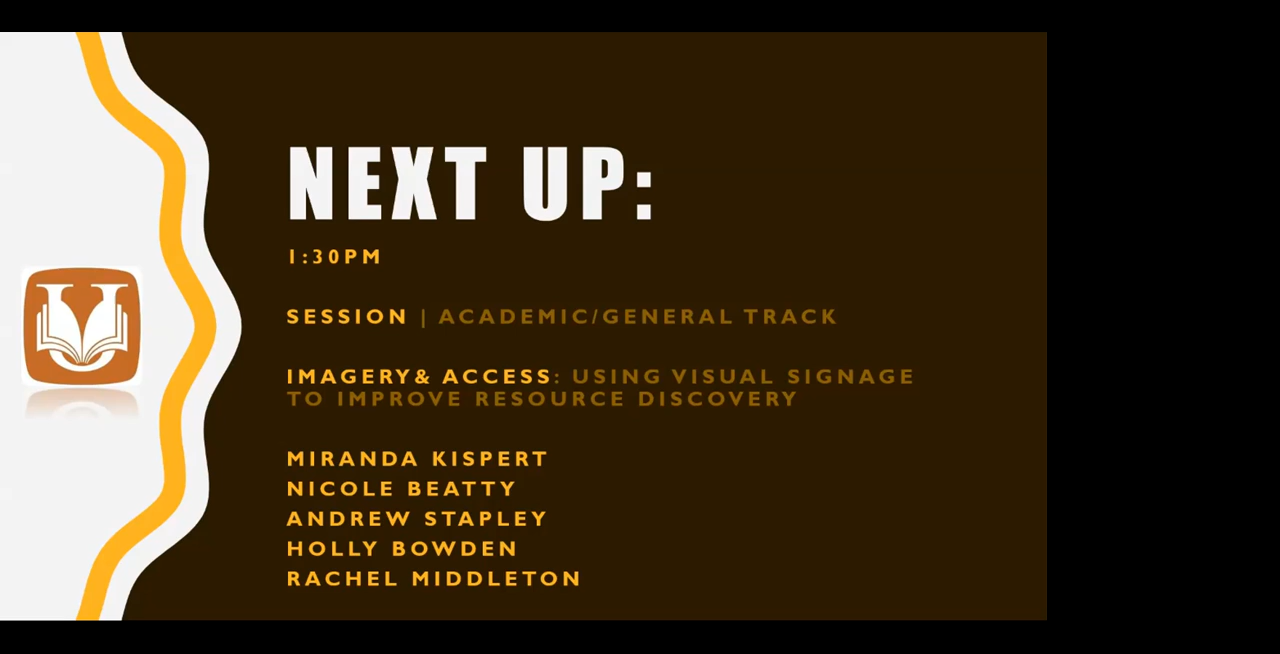 NEXT UP:
1:30PM
SESSION | ACADEMIC/GENERAL TRACK
IMAGERY& ACCESS: USING VISUAL SIGNAGE
TO IMPROVE RESOURCE DISCOVERY
MIRANDA KISPERT
NICOLE BEATTY
ANDREW STAPLEY
HOLLY BOWDEN
RACHEL MIDDLETON